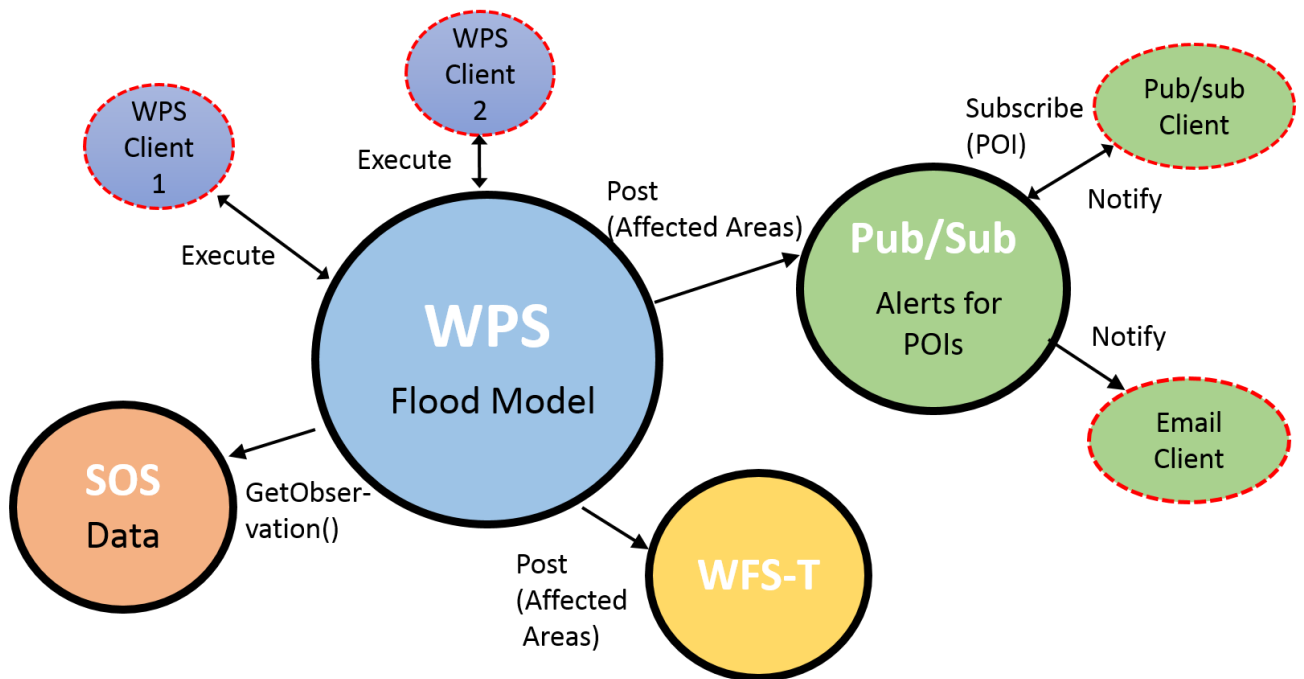 WPS
Client
1
WPS
Client
2
Execute
Execute
WPS
Flood Model
Post
(Affected Areas)
Pub/Sub
Alerts for
POIs
Subscribe
(POI)
Pub/sub
Client
Notify
Notify
Email
Client
SOS
Data
GetObser-
vation()
Post
(Affected
Areas)
WFS-T